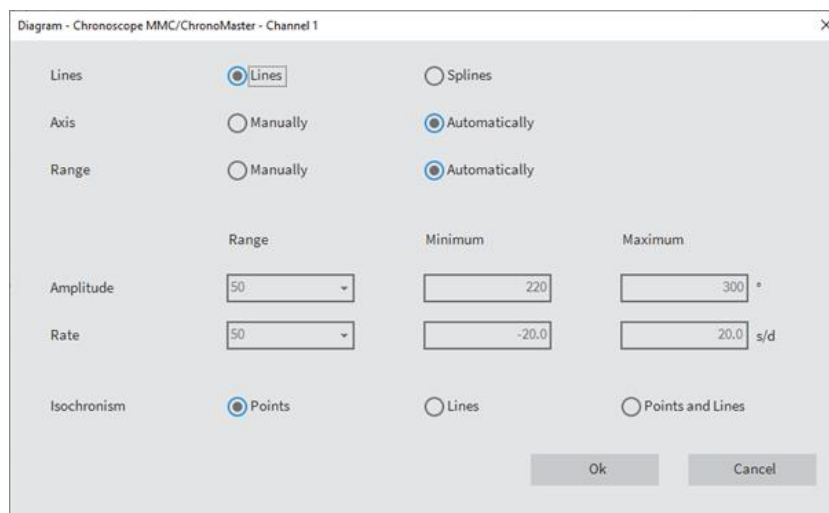 Diagram - Chronoscope MMC/ChronoMaster - Channel 1
Lines Lines Splines
Axis Manually Automatically
Range Manually Automatically
Range Minimum Maximum
Amplitude 50 220 300 °
Rate 50 -20.0 20.0 s/d
Isochronism Points Lines Points and Lines
Ok Cancel